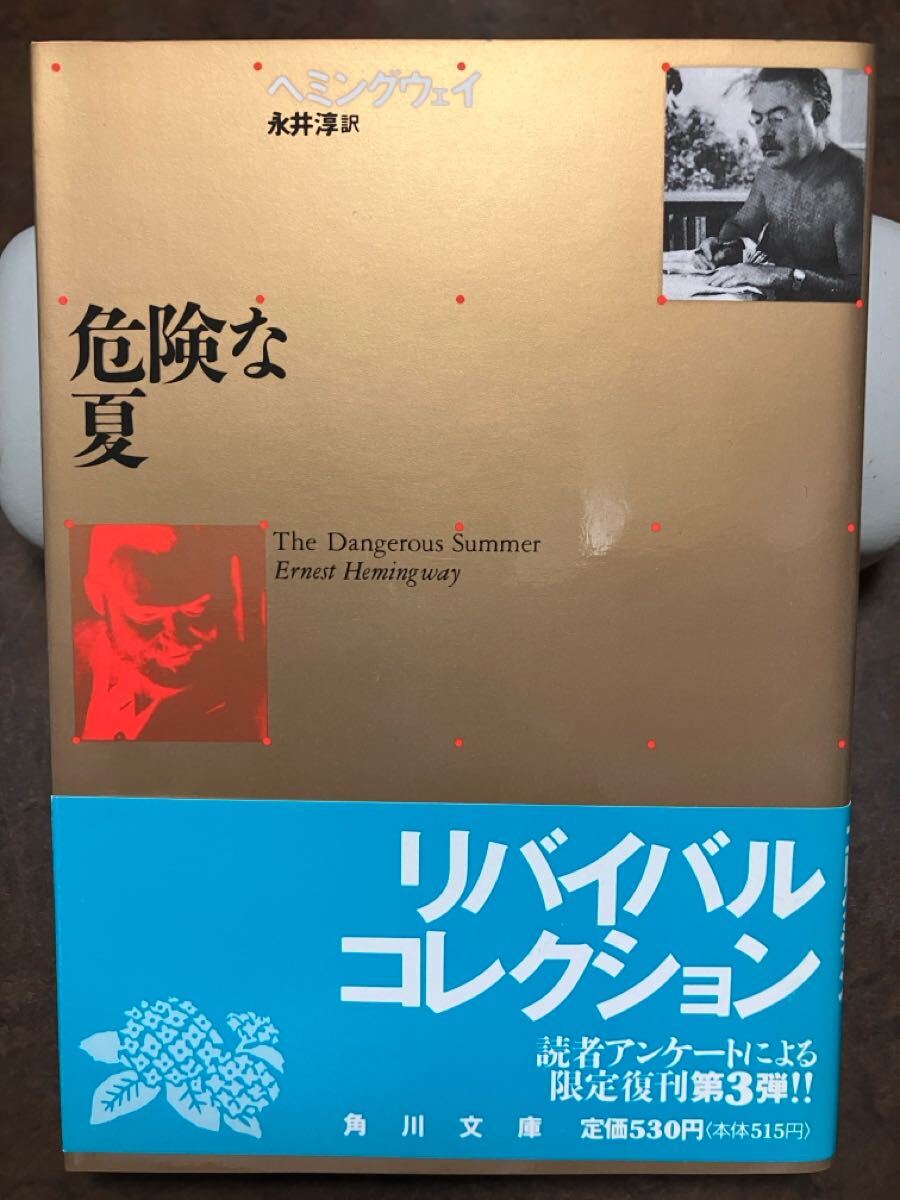 ヘミングウェイ
永井淳訳
危険な
夏
The Dangerous Summer
Ernest Hemingway
リバイバル
コレクション
読者アンケートによる
限定復刊第3弾!!
角川文庫 定価530円〈本体515円〉